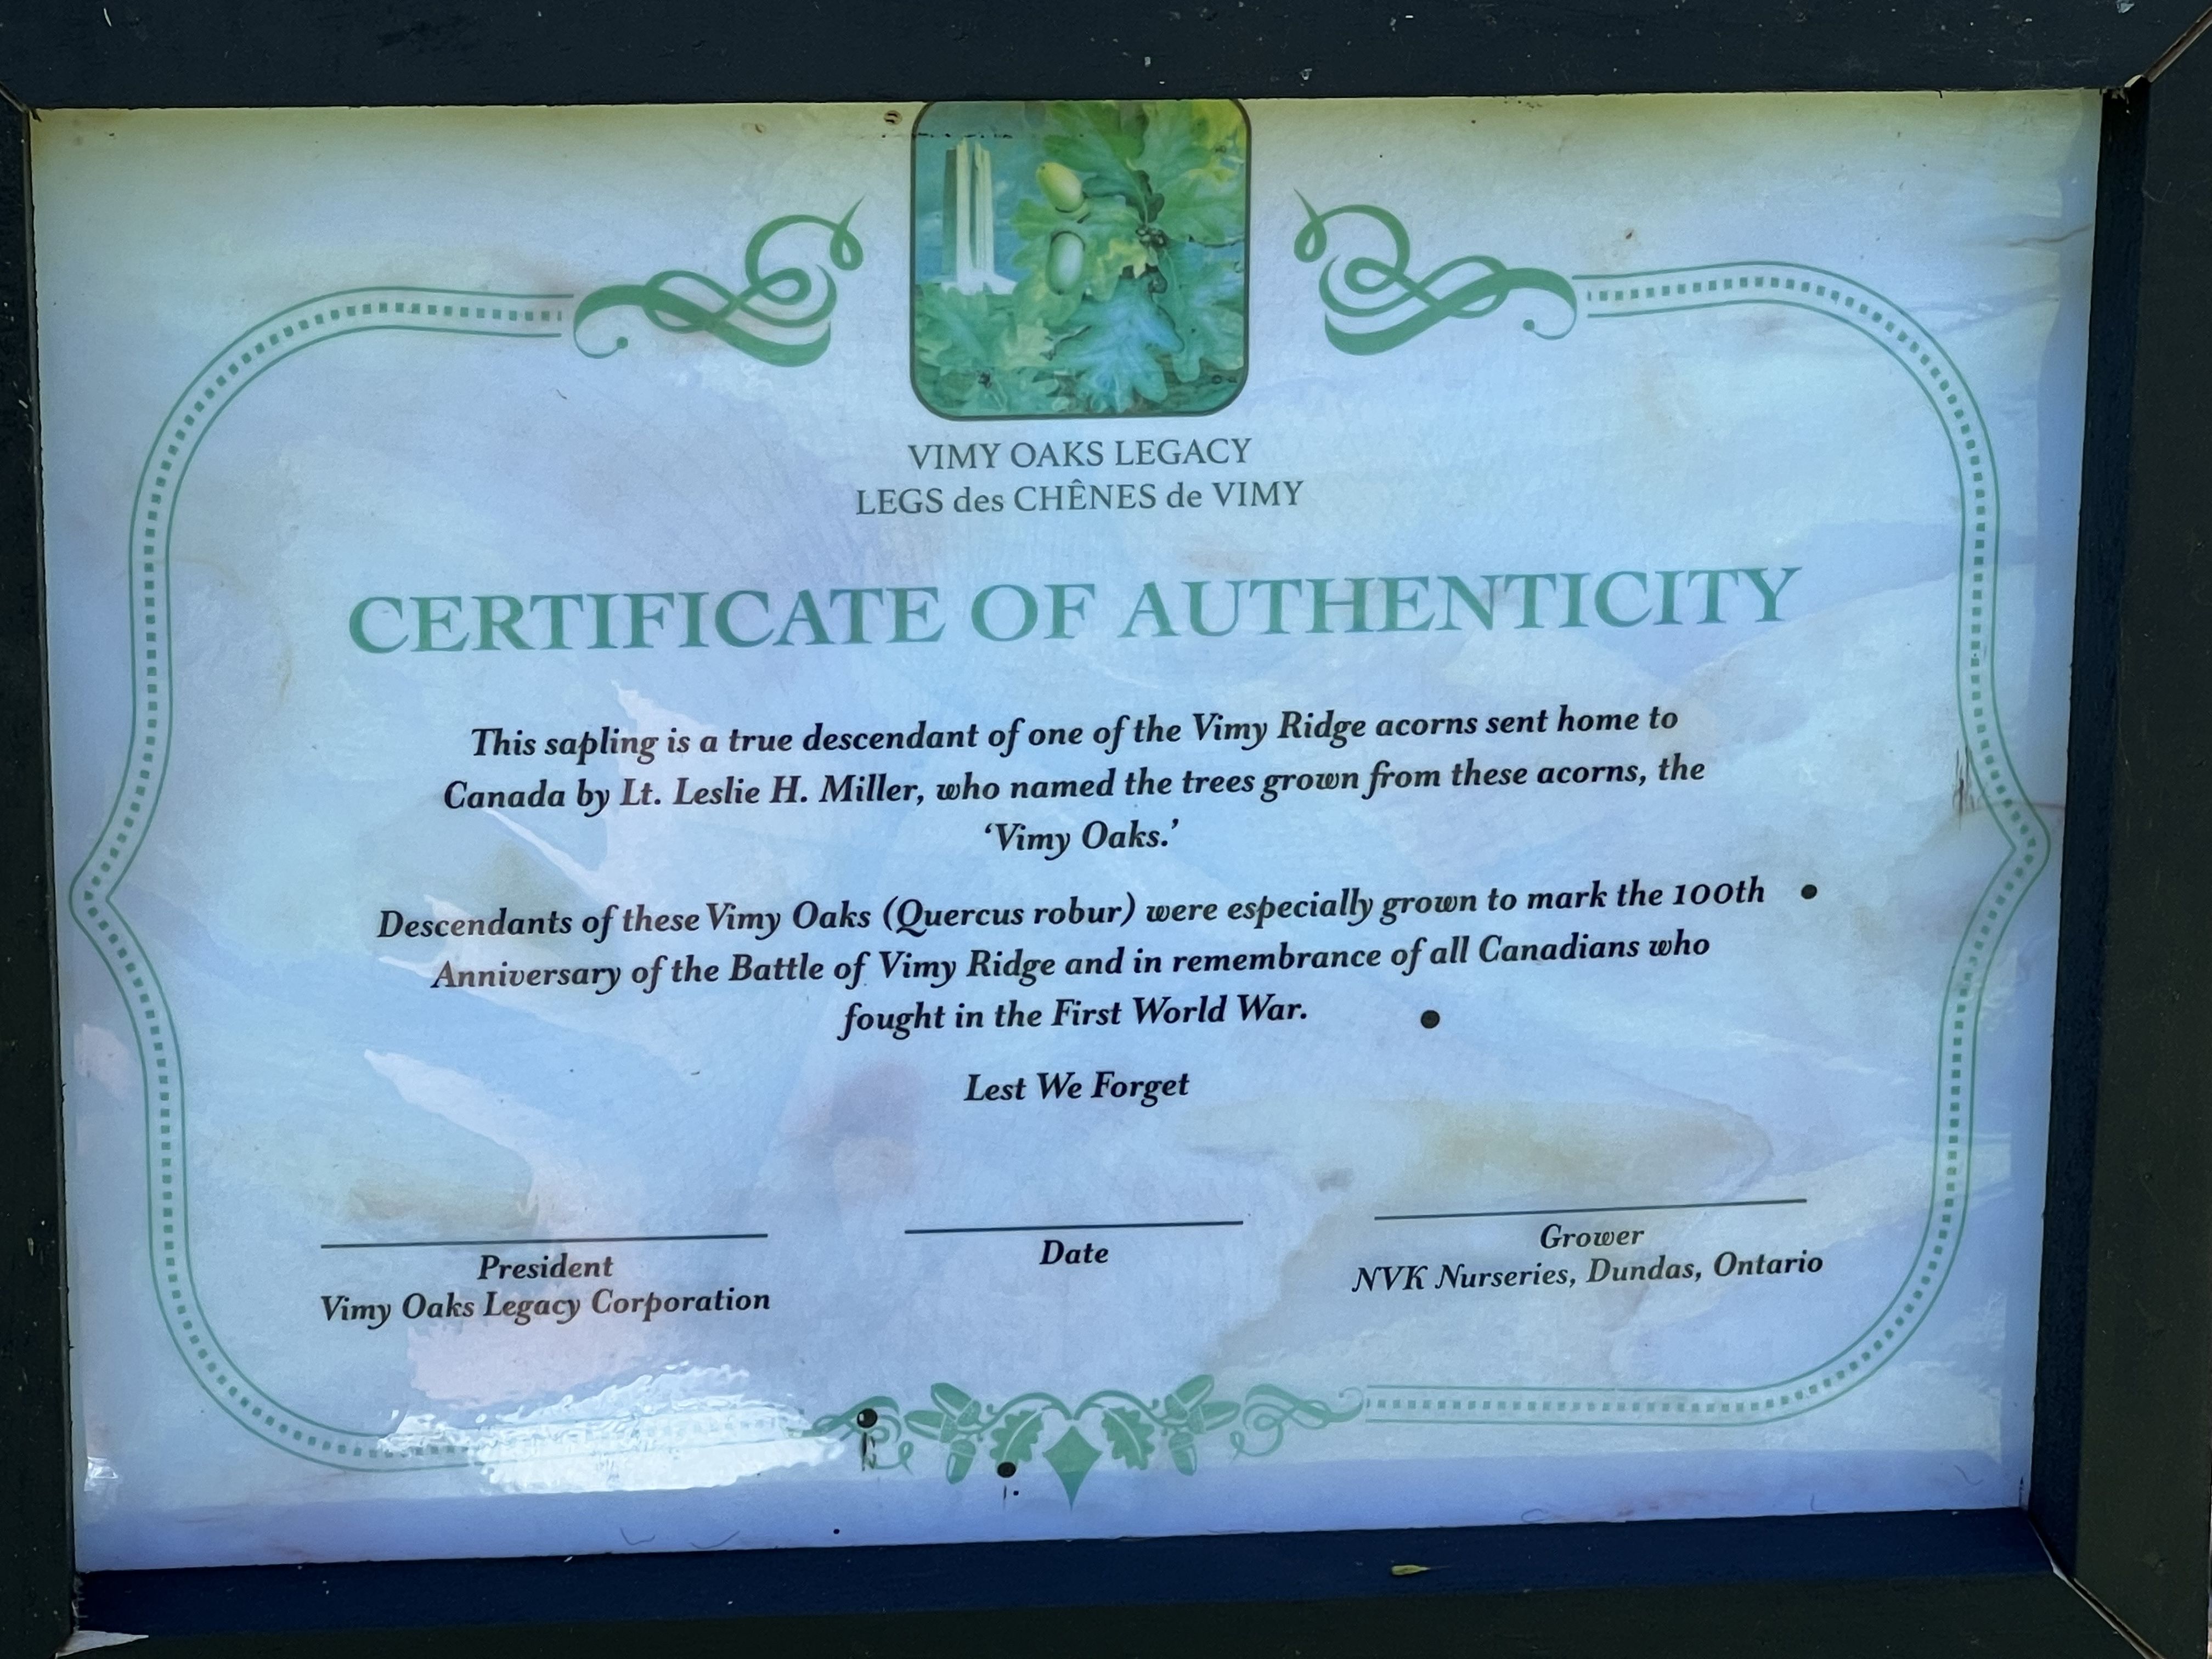 VIMY OAKS LEGACY
LEGS des CHÊNES de VIMY
CERTIFICATE OF AUTHENTICITY
This sapling is a true descendant of one of the Vimy Ridge acorns sent home to
Canada by Lt. Leslie H. Miller, who named the trees grown from these acorns, the
‘Vimy Oaks.’
Descendants of these Vimy Oaks (Quercus robur) were especially grown to mark the 100th
Anniversary of the Battle of Vimy Ridge and in remembrance of all Canadians who
fought in the First World War.
Lest We Forget
President
Vimy Oaks Legacy Corporation
Date
Grower
NVK Nurseries, Dundas, Ontario